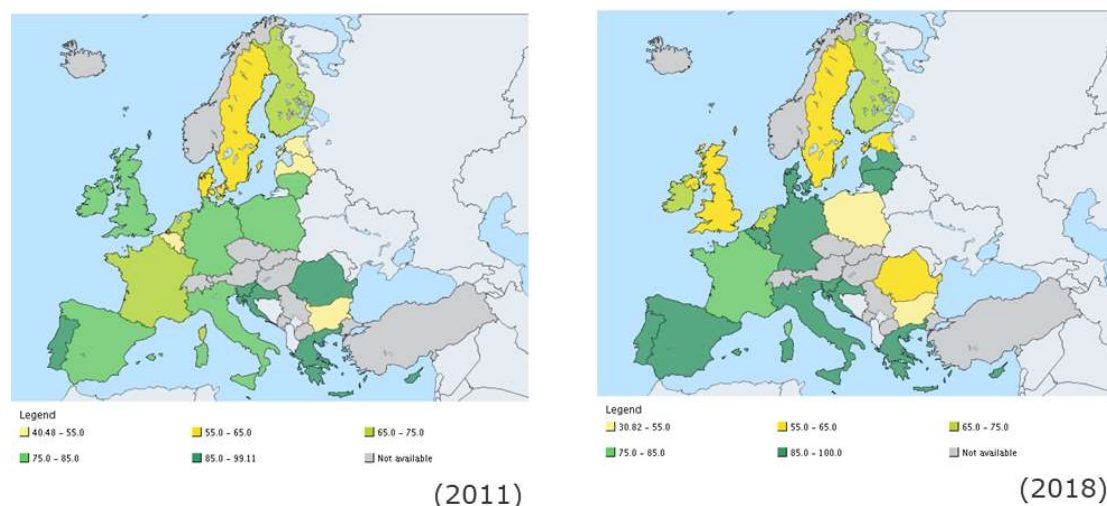 Legend
40.48 - 55.0
55.0 - 65.0
65.0 - 75.0
75.0 - 85.0
85.0 - 99.11
Not available
(2011)
Legend
30.82 - 55.0
55.0 - 65.0
65.0 - 75.0
75.0 - 85.0
85.0 - 100.0
Not available
(2018)